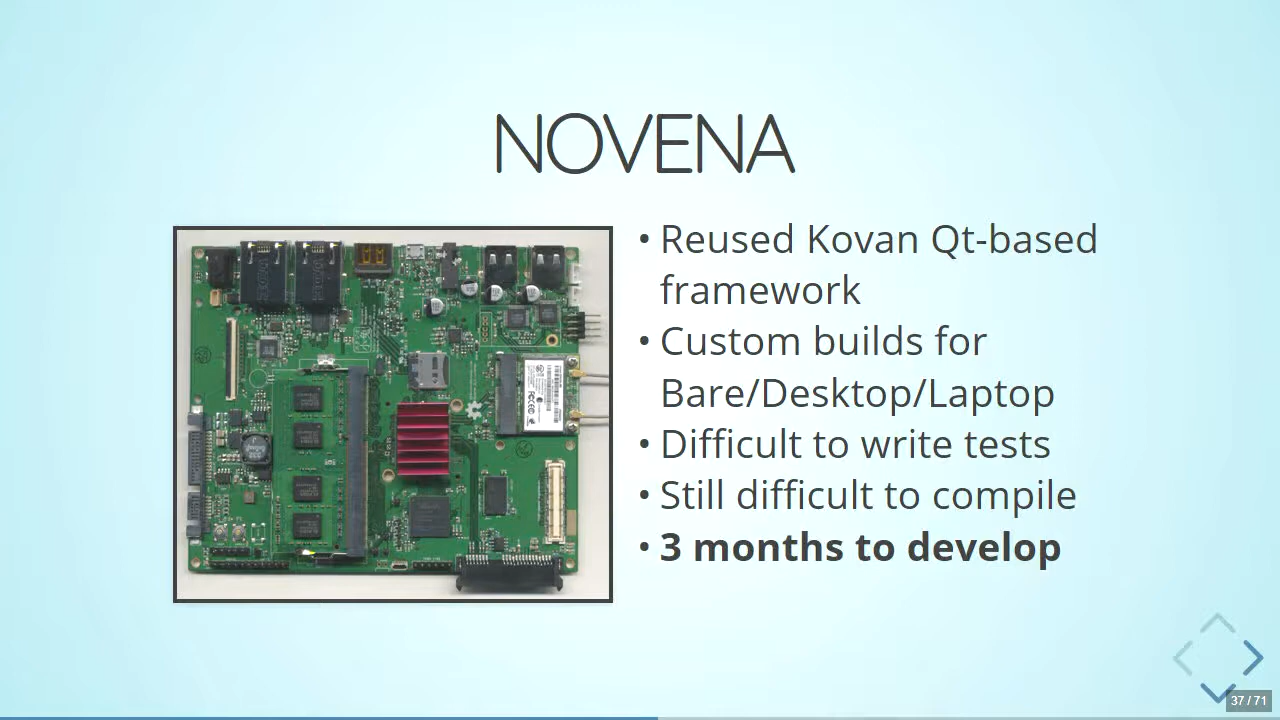 NOVENA
• Reused Kovan Qt-based
framework
• Custom builds for
Bare/Desktop/Laptop
• Difficult to write tests
• Still difficult to compile
• 3 months to develop
37 / 71